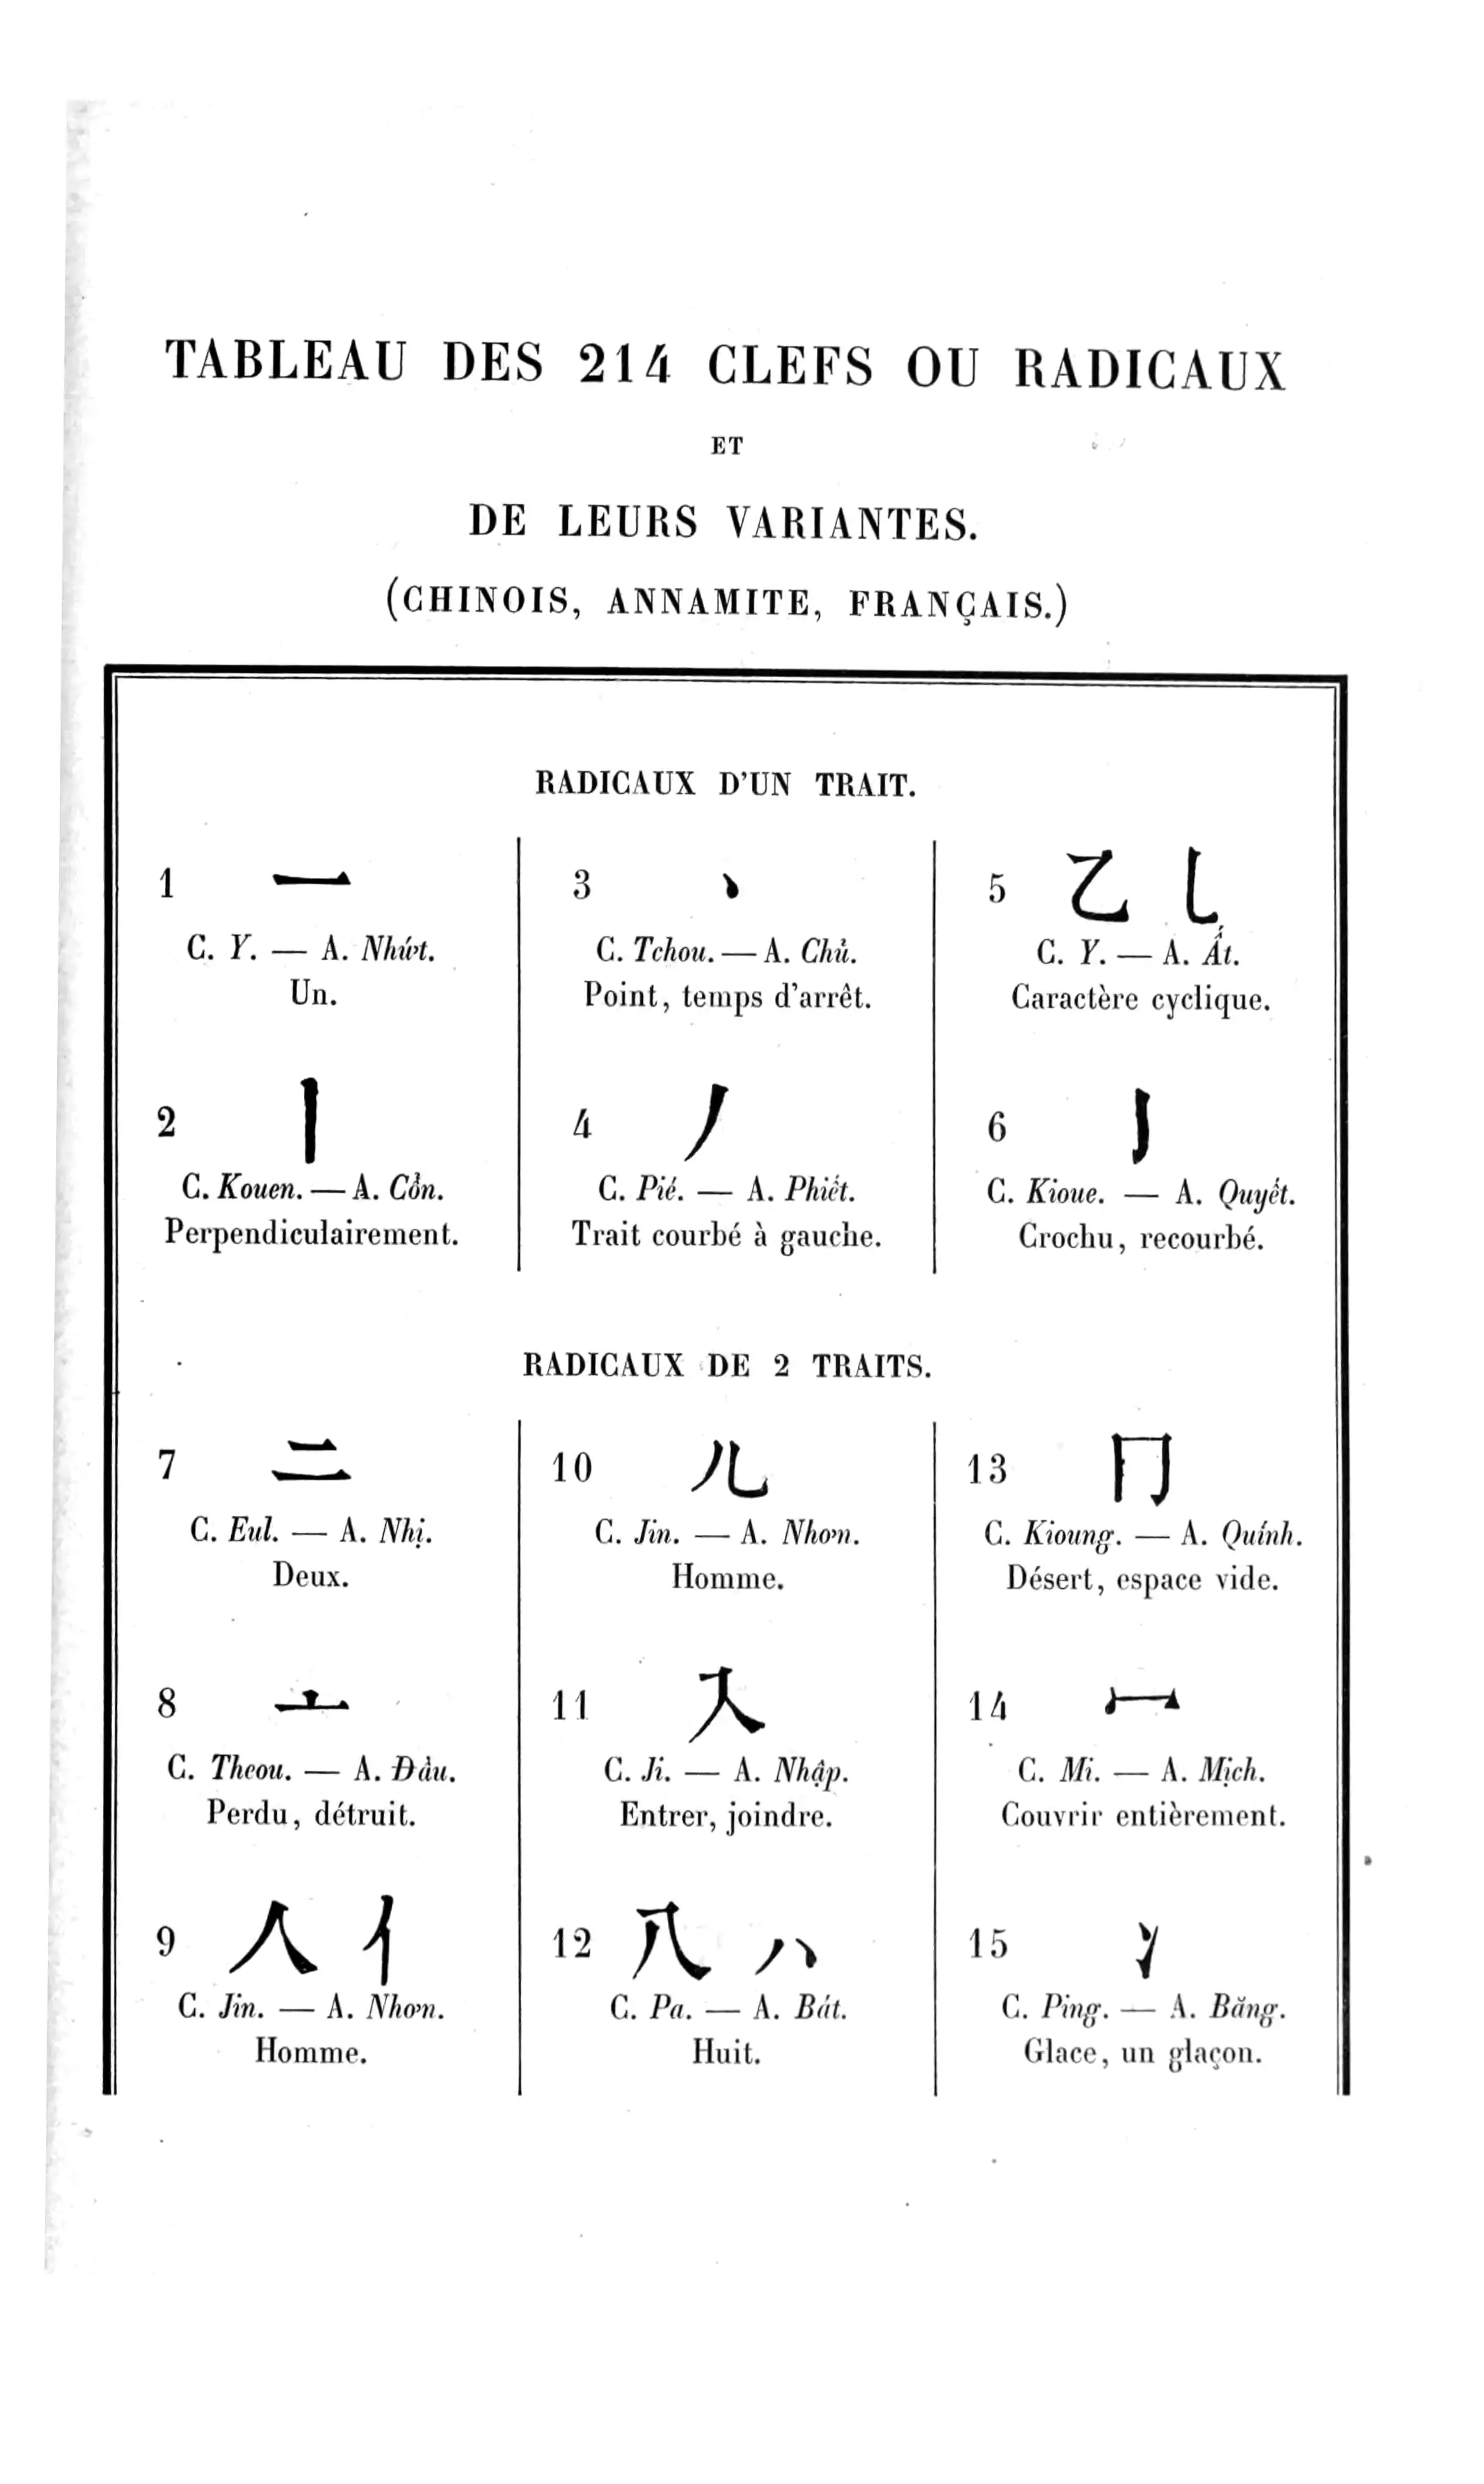 TABLEAU DES 214 CLEFS OU RADICAUX
ET
DE LEURS VARIANTES.
(CHINOIS, ANNAMITE, FRANÇAIS.)
RADICAUX D'UN TRAIT.
1 一
C. Y. — A. Nhứt.
Un.
2 丨
C. Kouen. — A. Cổn.
Perpendiculairement.
3 丶
C. Tchou. — A. Chủ.
Point, temps d'arrêt.
4 丿
C. Pié. — A. Phiết.
Trait courbé à gauche.
5 乙 乚
C. Y. — A. Ất.
Caractère cyclique.
6 亅
C. Kioue. — A. Quyết.
Crochu, recourbé.
RADICAUX DE 2 TRAITS.
7 二
C. Eul. — A. Nhị.
Deux.
8 亠
C. Theou. — A. Đầu.
Perdu, détruit.
9 人 亻
C. Jin. — A. Nhơn.
Homme.
10 儿
C. Jin. — A. Nhơn.
Homme.
11 入
C. Ji. — A. Nhập.
Entrer, joindre.
12 八 ハ
C. Pa. — A. Bát.
Huit.
13 冂
C. Kioung. — A. Quính.
Désert, espace vide.
14 冖
C. Mi. — A. Mịch.
Couvrir entièrement.
15 冫
C. Ping. — A. Băng.
Glace, un glaçon.